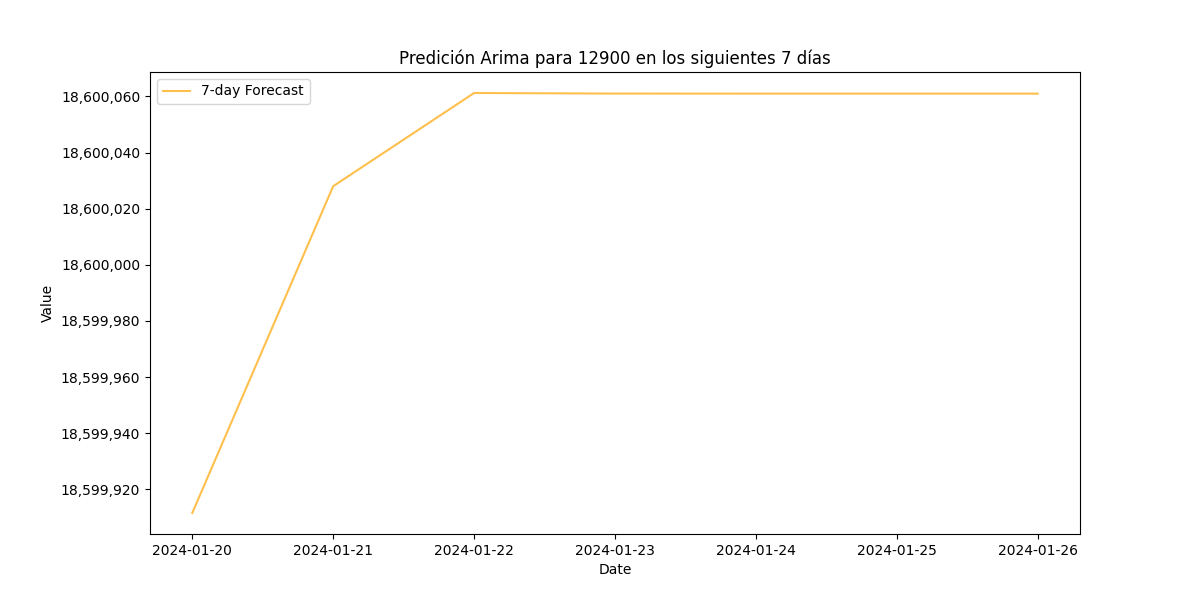 Predición Arima para 12900 en los siguientes 7 días
7-day Forecast
18,600,060
18,600,040
18,600,020
18,600,000
18,599,980
18,599,960
18,599,940
18,599,920
Value
2024-01-20 2024-01-21 2024-01-22 2024-01-23 2024-01-24 2024-01-25 2024-01-26
Date